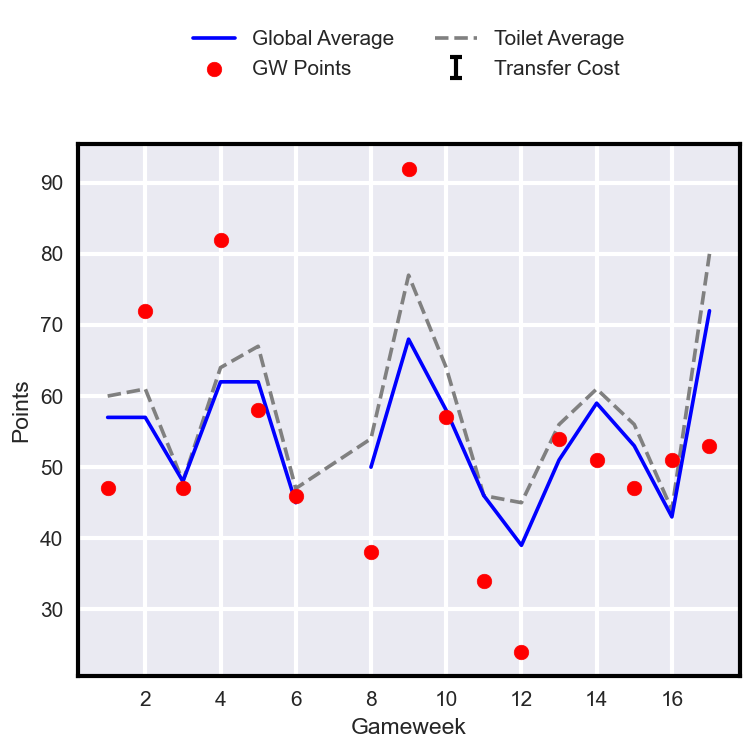 Global Average
Toilet Average
GW Points
Transfer Cost
90
80
70
60
50
40
30
Points
2 4 6 8 10 12 14 16
Gameweek